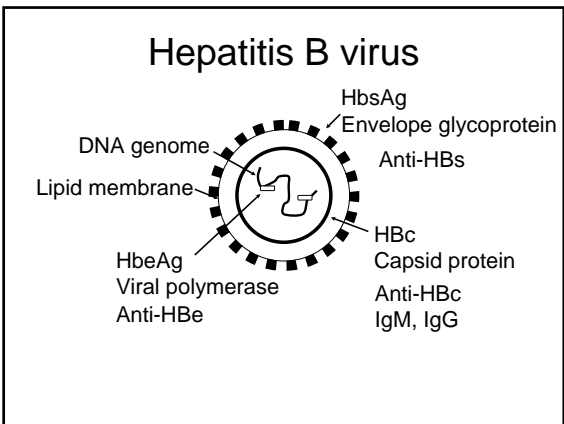 Hepatitis B virus
HbsAg
Envelope glycoprotein
Anti-HBs
DNA genome
Lipid membrane
HbeAg
Viral polymerase
Anti-HBe
HBc
Capsid protein
Anti-HBc
IgM, IgG